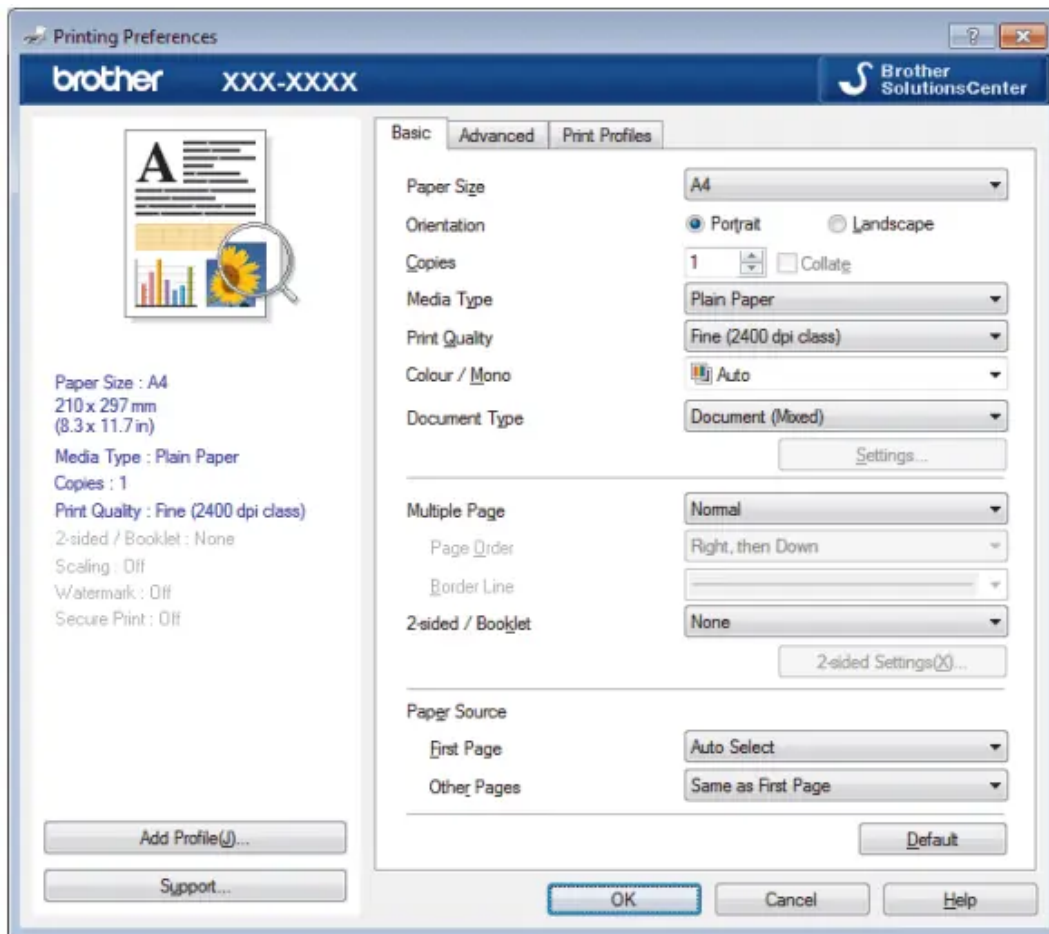 Printing Preferences
brother XXX-XXXX Brother SolutionsCenter
A
Paper Size : A4
210 x 297 mm
(8.3 x 11.7 in)
Media Type : Plain Paper
Copies : 1
Print Quality : Fine (2400 dpi class)
2-sided / Booklet : None
Scaling : Off
Watermark : Off
Secure Print : Off
Add Profile(J)...
Support...
Basic Advanced Print Profiles
Paper Size A4
Orientation Portrait Landscape
Copies 1 Collate
Media Type Plain Paper
Print Quality Fine (2400 dpi class)
Colour / Mono Auto
Document Type Document (Mixed)
Settings...
Multiple Page Normal
Page Order Right, then Down
Border Line
2-sided / Booklet None
2-sided Settings(X)...
Paper Source
First Page Auto Select
Other Pages Same as First Page
Default
OK Cancel Help